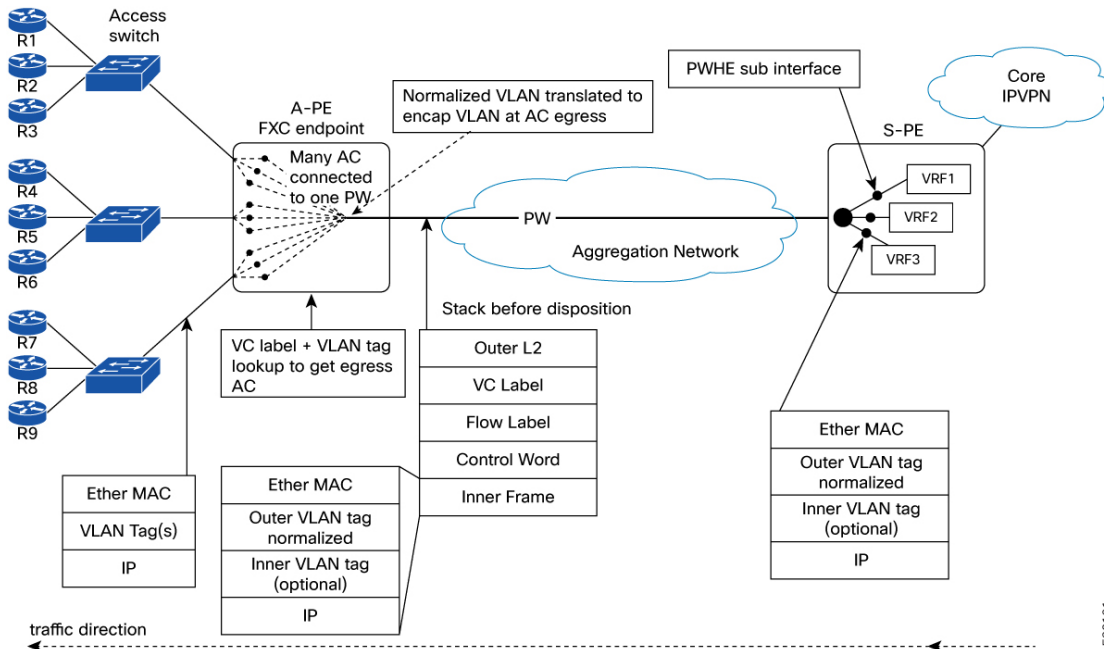 R1
R2
R3
Access
switch
R4
R5
R6
R7
R8
R9
A-PE
FXC endpoint
Many AC
connected
to one PW
Normalized VLAN translated to
encap VLAN at AC egress
PW
Aggregation Network
PWHE sub interface
S-PE
VRF1
VRF2
VRF3
Core
IPVPN
VC label + VLAN tag
lookup to get egress
AC
Stack before disposition
Outer L2
VC Label
Flow Label
Control Word
Inner Frame
Ether MAC
VLAN Tag(s)
IP
Ether MAC
Outer VLAN tag
normalized
Inner VLAN tag
(optional)
IP
Ether MAC
Outer VLAN tag
normalized
Inner VLAN tag
(optional)
IP
traffic direction